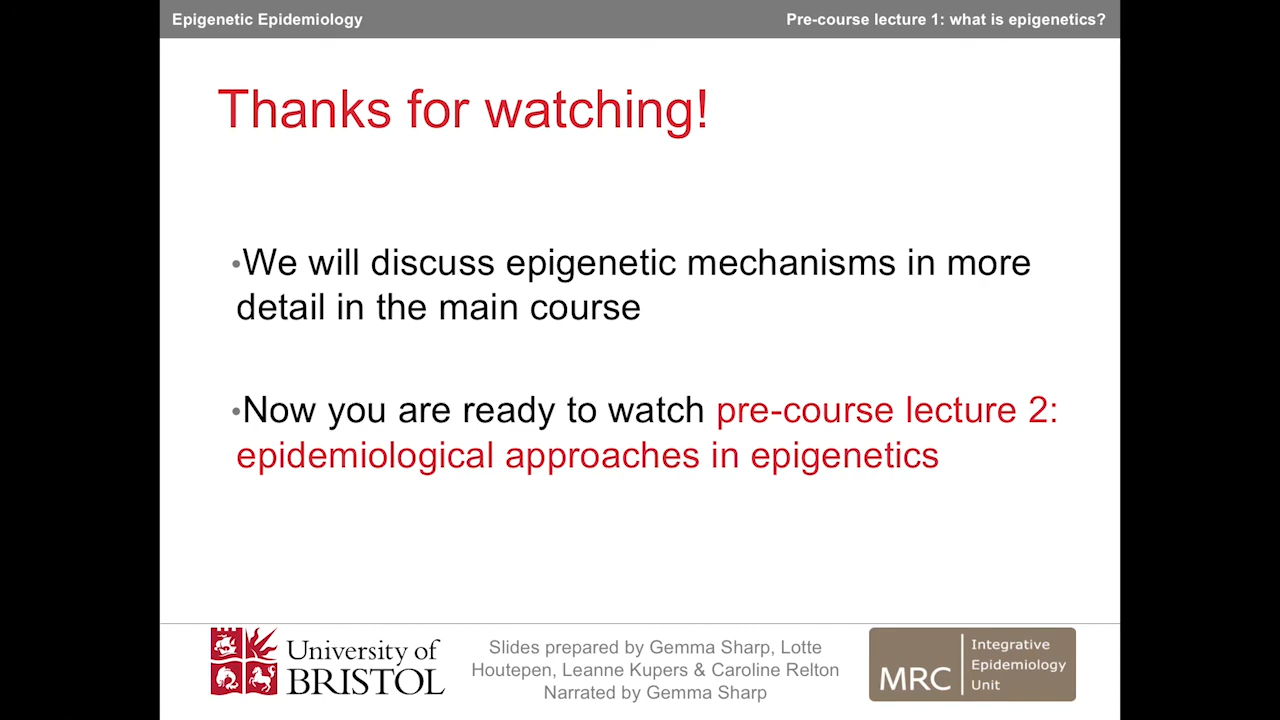 Epigenetic Epidemiology
Pre-course lecture 1: what is epigenetics?
Thanks for watching!
•We will discuss epigenetic mechanisms in more
detail in the main course
•Now you are ready to watch pre-course lecture 2:
epidemiological approaches in epigenetics
University of
BRISTOL
Slides prepared by Gemma Sharp, Lotte
Houtepen, Leanne Kupers & Caroline Relton
Narrated by Gemma Sharp
MRC
Integrative
Epidemiology
Unit